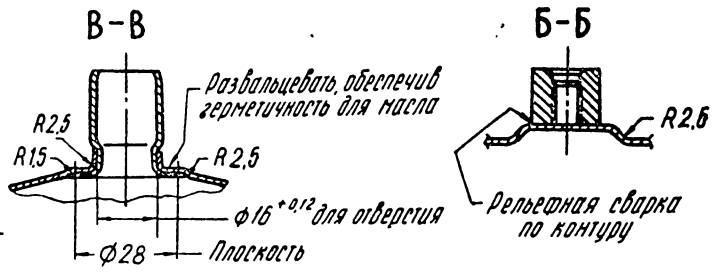 В-В
Б-Б
Развальцевать, обеспечив
герметичность для масла
R2,5
R1,5
R2,5
R2,5
Ф16 +0,12 для отверстия
Ф28
Плоскость
Рельефная сварка
по контуру